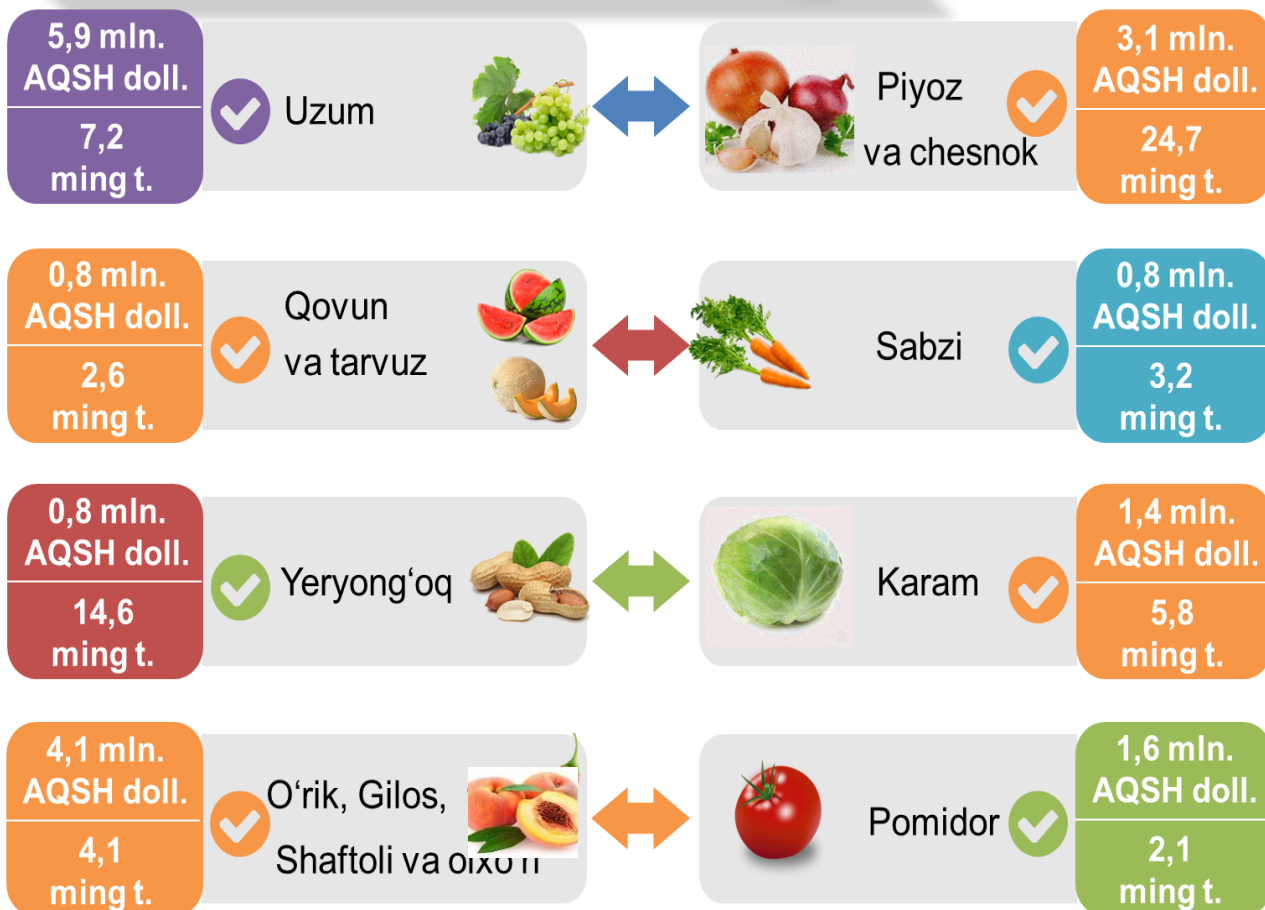 5,9 mln.
AQSH doll.
7,2
ming t.
Uzum
Piyoz
va chesnok
3,1 mln.
AQSH doll.
24,7
ming t.
0,8 mln.
AQSH doll.
2,6
ming t.
Qovun
va tarvuz
Sabzi
0,8 mln.
AQSH doll.
3,2
ming t.
0,8 mln.
AQSH doll.
14,6
ming t.
Yeryong‘oq
Karam
1,4 mln.
AQSH doll.
5,8
ming t.
4,1 mln.
AQSH doll.
4,1
ming t.
O‘rik, Gilos,
Shaftoli va olxo‘ri
Pomidor
1,6 mln.
AQSH doll.
2,1
ming t.